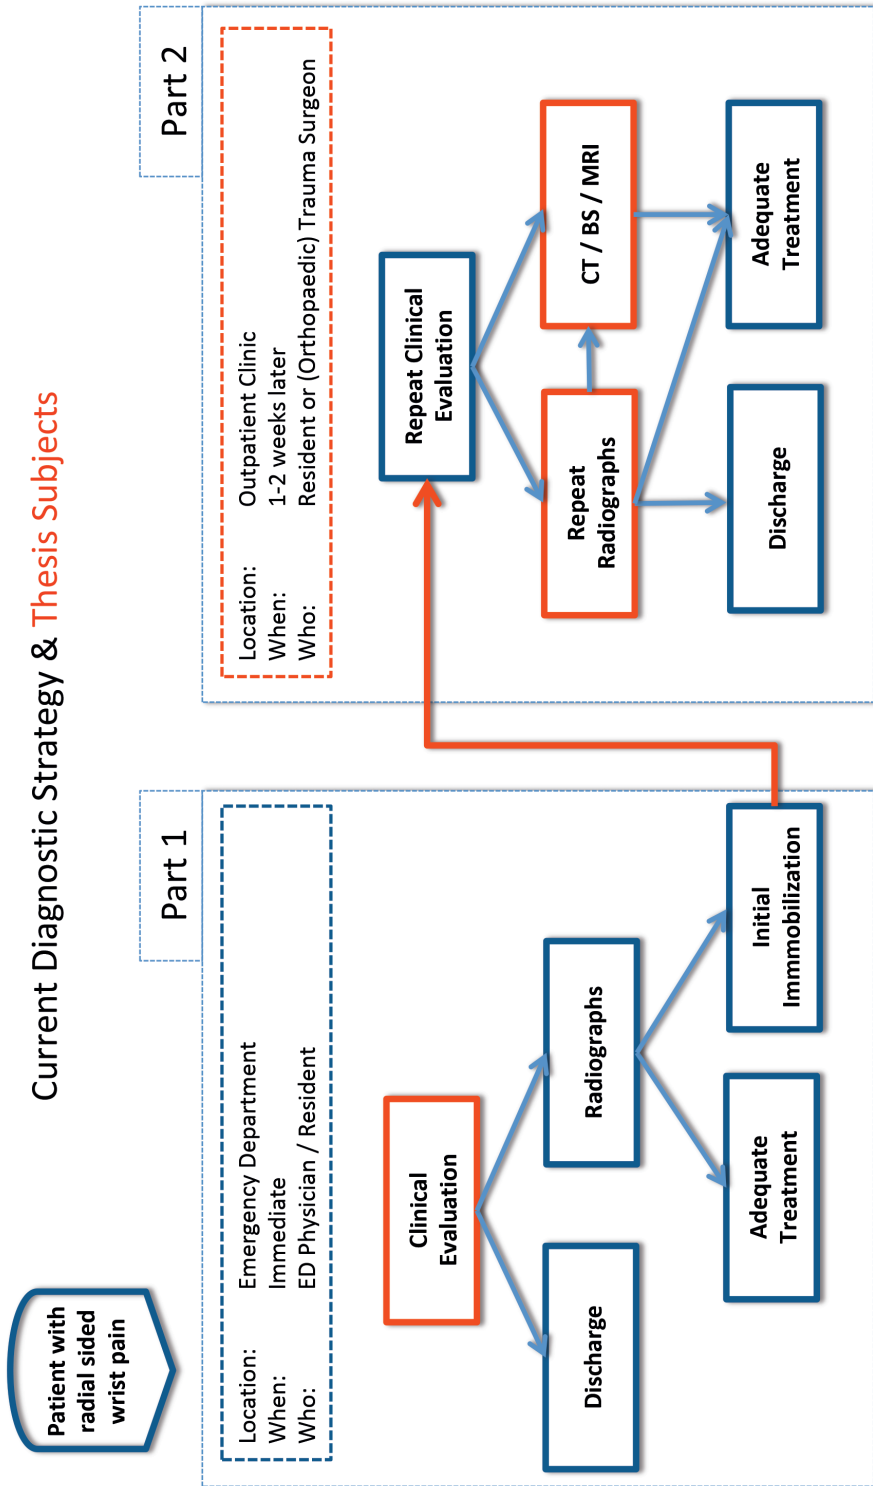 Current Diagnostic Strategy & Thesis Subjects
Patient with
radial sided
wrist pain
Part 1
Location: Emergency Department
When: Immediate
Who: ED Physician / Resident
Clinical
Evaluation
Discharge
Radiographs
Adequate
Treatment
Initial
Immmobilization
Part 2
Location: Outpatient Clinic
When: 1-2 weeks later
Who: Resident or (Orthopaedic) Trauma Surgeon
Repeat Clinical
Evaluation
Repeat
Radiographs
CT / BS / MRI
Discharge
Adequate
Treatment